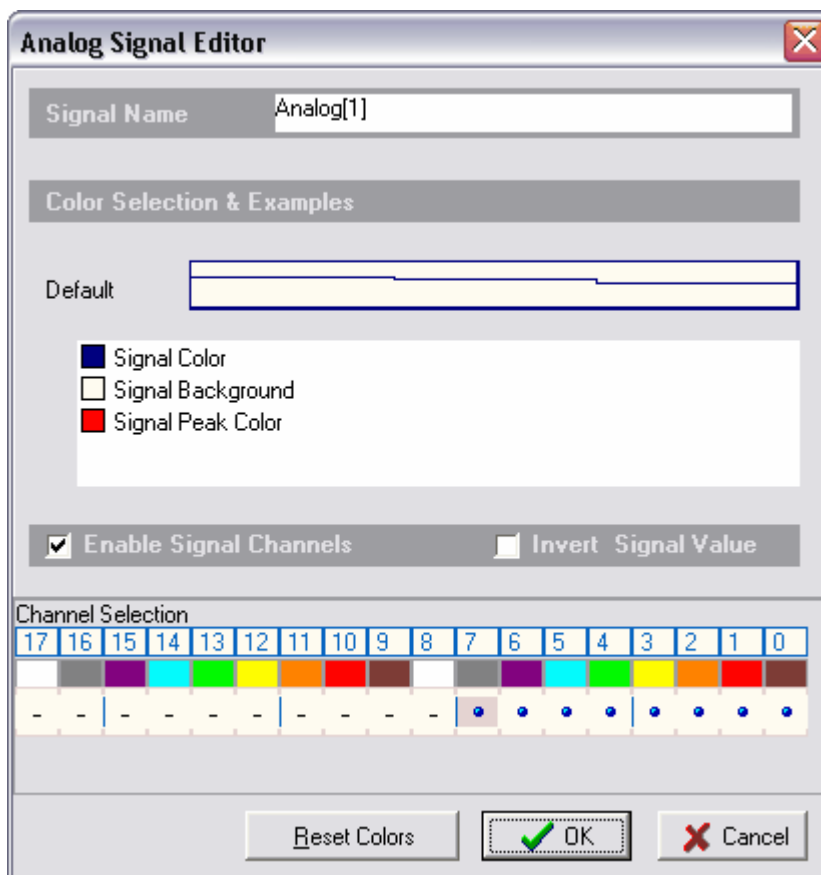 Analog Signal Editor
Signal Name Analog[1]
Color Selection & Examples
Default
Signal Color
Signal Background
Signal Peak Color
Enable Signal Channels Invert Signal Value
Channel Selection
17 16 15 14 13 12 11 10 9 8 7 6 5 4 3 2 1 0
- - - - - - - - - -
Reset Colors OK Cancel